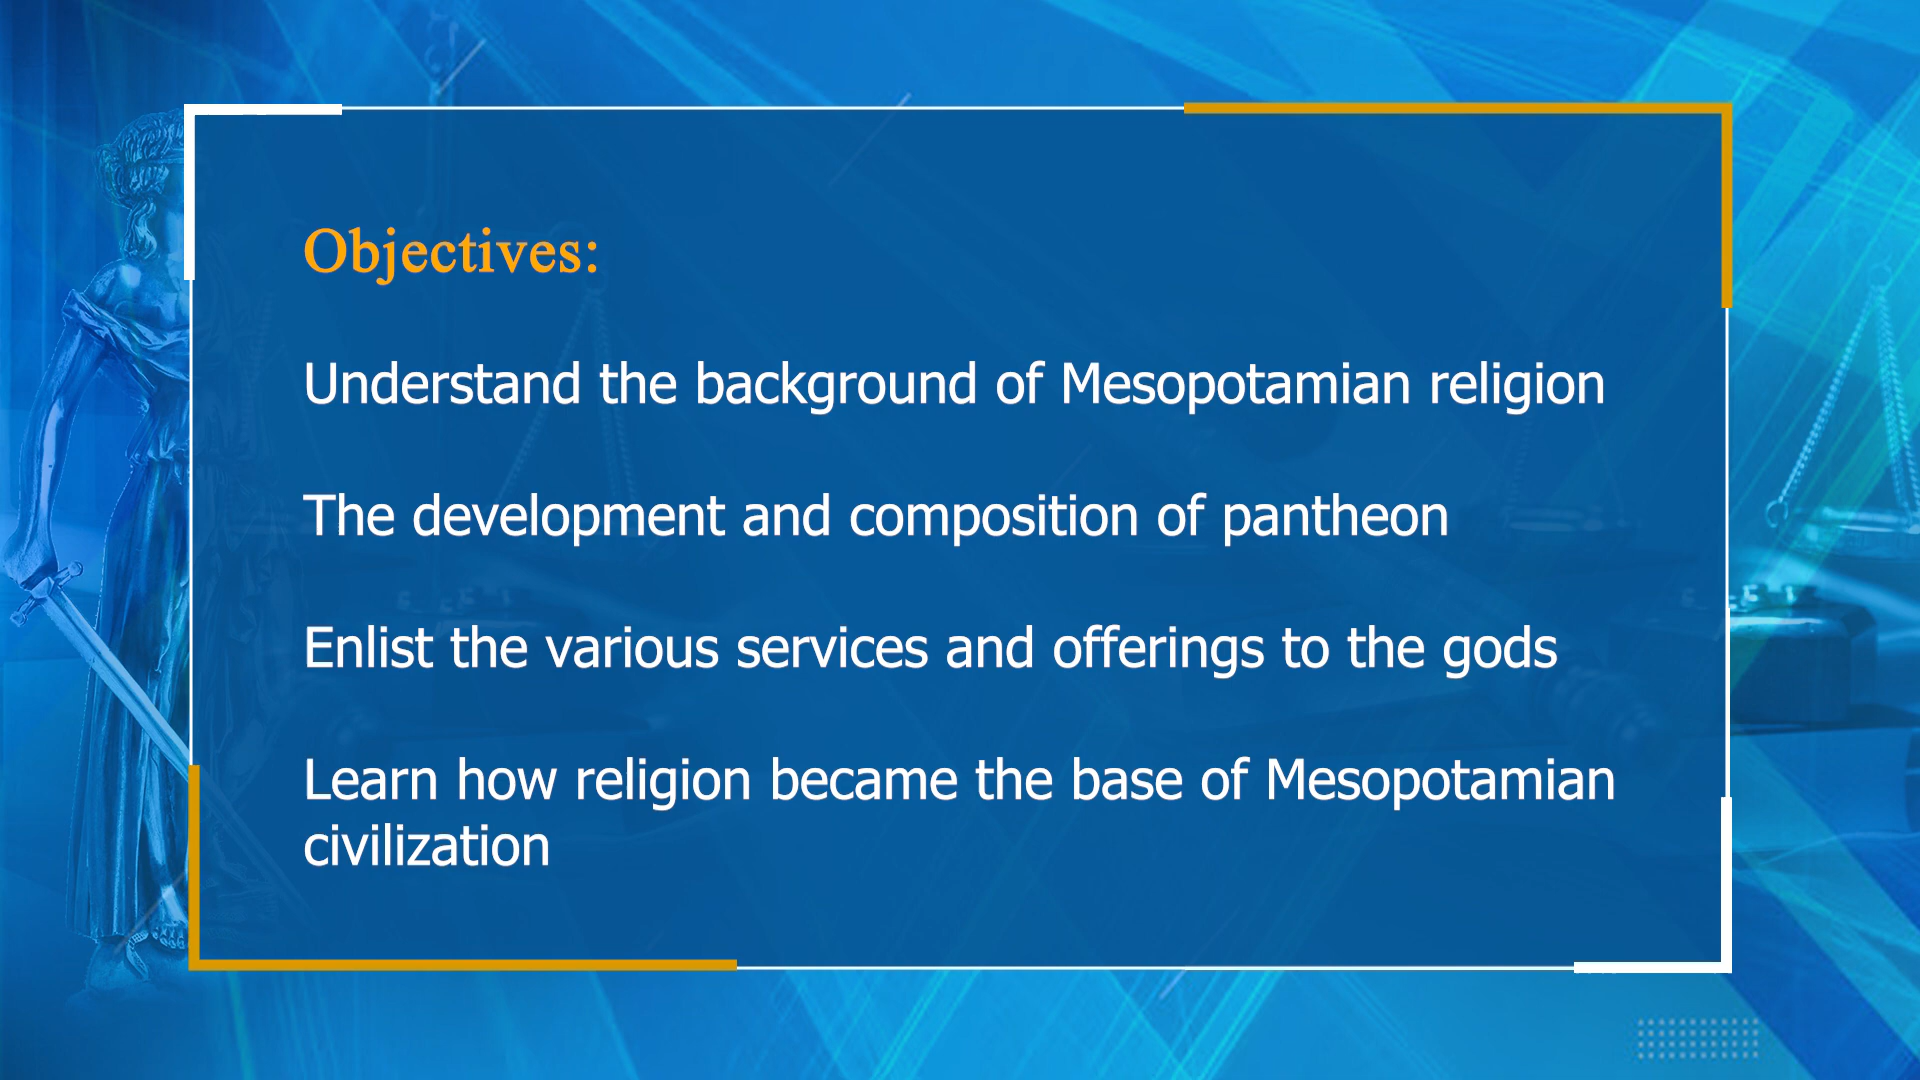 Objectives:
Understand the background of Mesopotamian religion
The development and composition of pantheon
Enlist the various services and offerings to the gods
Learn how religion became the base of Mesopotamian
civilization